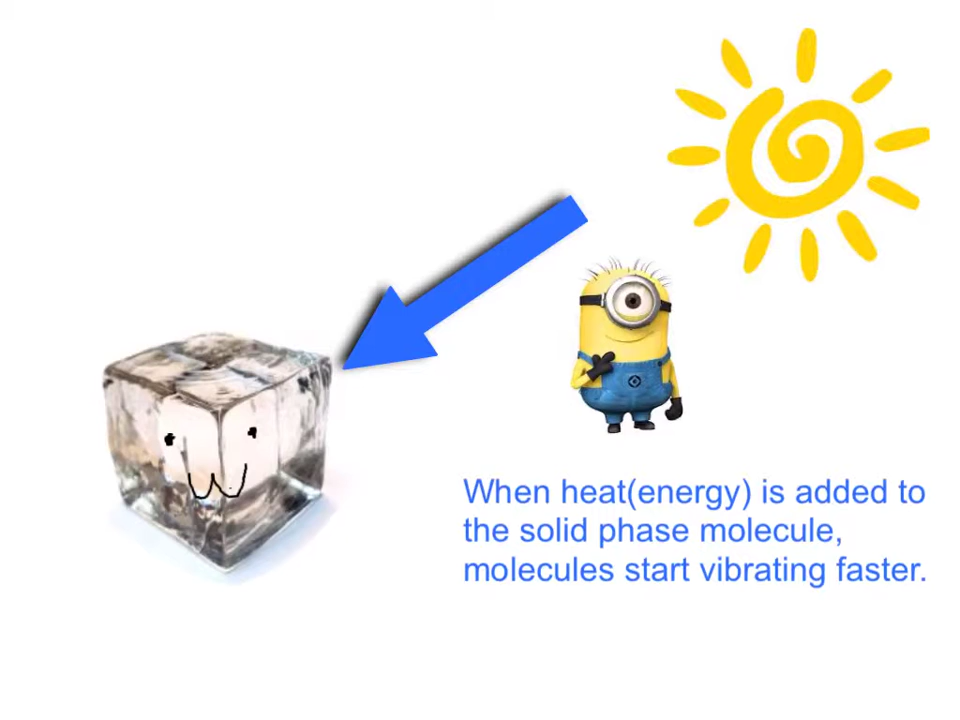 When heat(energy) is added to
the solid phase molecule,
molecules start vibrating faster.